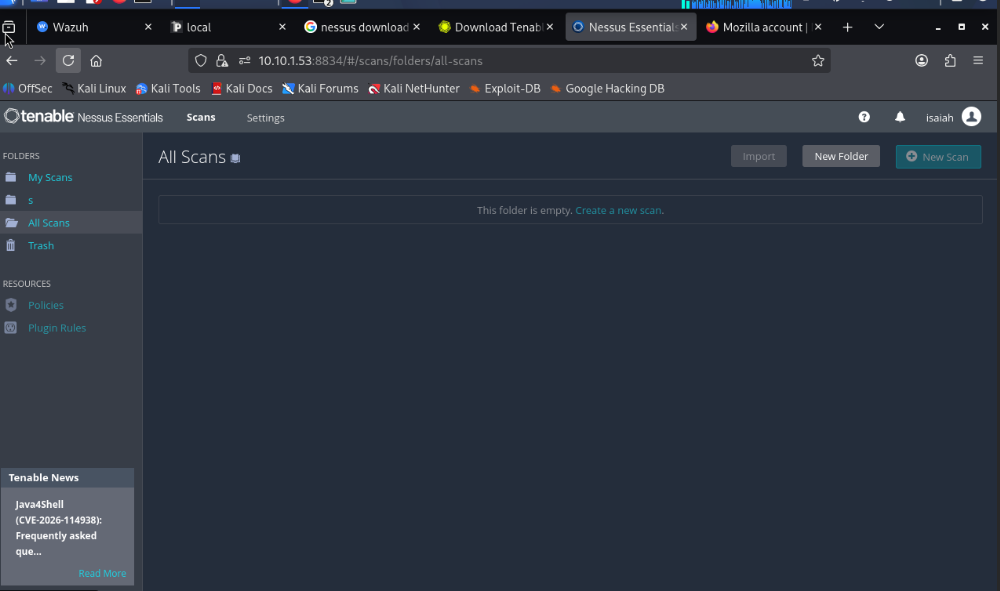 2
Wazuh
local
nessus download
Download Tenabl
Nessus Essentials
Mozilla account |
10.10.1.53:8834/#/scans/folders/all-scans
OffSec Kali Linux Kali Tools Kali Docs Kali Forums Kali NetHunter Exploit-DB Google Hacking DB
tenable Nessus Essentials Scans Settings isaiah
FOLDERS
My Scans
s
All Scans
Trash
RESOURCES
Policies
Plugin Rules
All Scans
Import New Folder New Scan
This folder is empty. Create a new scan.
Tenable News
Java4Shell
(CVE-2026-114938):
Frequently asked
que...
Read More